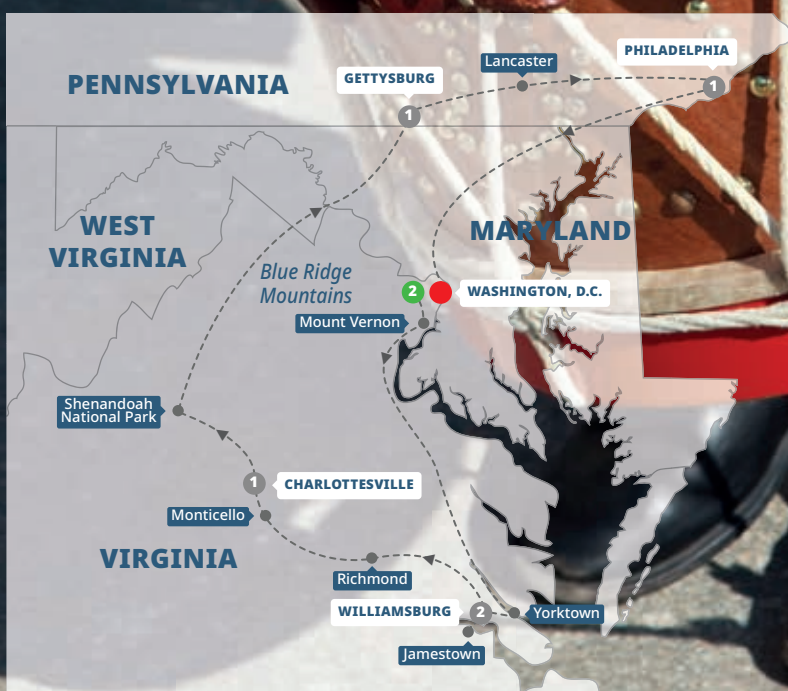 PHILADELPHIA
Lancaster
GETTYSBURG
PENNSYLVANIA
1
1
WEST
VIRGINIA
MARYLAND
Blue Ridge
Mountains
2
WASHINGTON, D.C.
Mount Vernon
Shenandoah
National Park
1
CHARLOTTESVILLE
Monticello
VIRGINIA
Richmond
WILLIAMSBURG
2
Yorktown
Jamestown